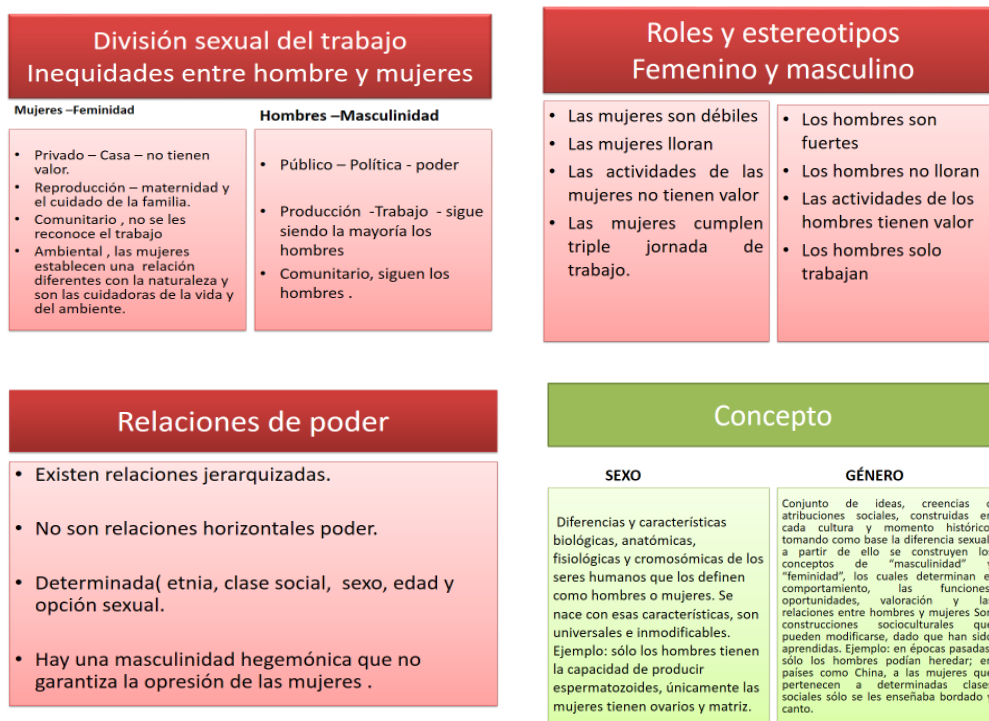 División sexual del trabajo
Inequidades entre hombre y mujeres
Mujeres –Feminidad
• Privado – Casa – no tienen
valor.
• Reproducción – maternidad y
el cuidado de la familia.
• Comunitario , no se les
reconoce el trabajo
• Ambiental , las mujeres
establecen una relación
diferentes con la naturaleza y
son las cuidadoras de la vida y
del ambiente.
Hombres –Masculinidad
• Público – Política - poder
• Producción -Trabajo - sigue
siendo la mayoría los
hombres
• Comunitario, siguen los
hombres .
Roles y estereotipos
Femenino y masculino
• Las mujeres son débiles
• Las mujeres lloran
• Las actividades de las
mujeres no tienen valor
• Las mujeres cumplen
triple jornada de
trabajo.
• Los hombres son
fuertes
• Los hombres no lloran
• Las actividades de los
hombres tienen valor
• Los hombres solo
trabajan
Relaciones de poder
• Existen relaciones jerarquizadas.
• No son relaciones horizontales poder.
• Determinada( etnia, clase social, sexo, edad y
opción sexual.
• Hay una masculinidad hegemónica que no
garantiza la opresión de las mujeres .
Concepto
SEXO
Diferencias y características
biológicas, anatómicas,
fisiológicas y cromosómicas de los
seres humanos que los definen
como hombres o mujeres. Se
nace con esas características, son
universales e inmodificables.
Ejemplo: sólo los hombres tienen
la capacidad de producir
espermatozoides, únicamente las
mujeres tienen ovarios y matriz.
GÉNERO
Conjunto de ideas, creencias
atribuciones sociales, construidas en
cada cultura y momento histórico
tomando como base la diferencia sexual
a partir de ello se construyen los
conceptos de “masculinidad”
“feminidad”, los cuales determinan e
comportamiento, las funciones
oportunidades, valoración y las
relaciones entre hombres y mujeres Son
construcciones socioculturales que
pueden modificarse, dado que han sido
aprendidas. Ejemplo: en épocas pasadas
sólo los hombres podían heredar; en
países como China, a las mujeres que
pertenecen a determinadas clases
sociales sólo se les enseñaba bordado
canto.